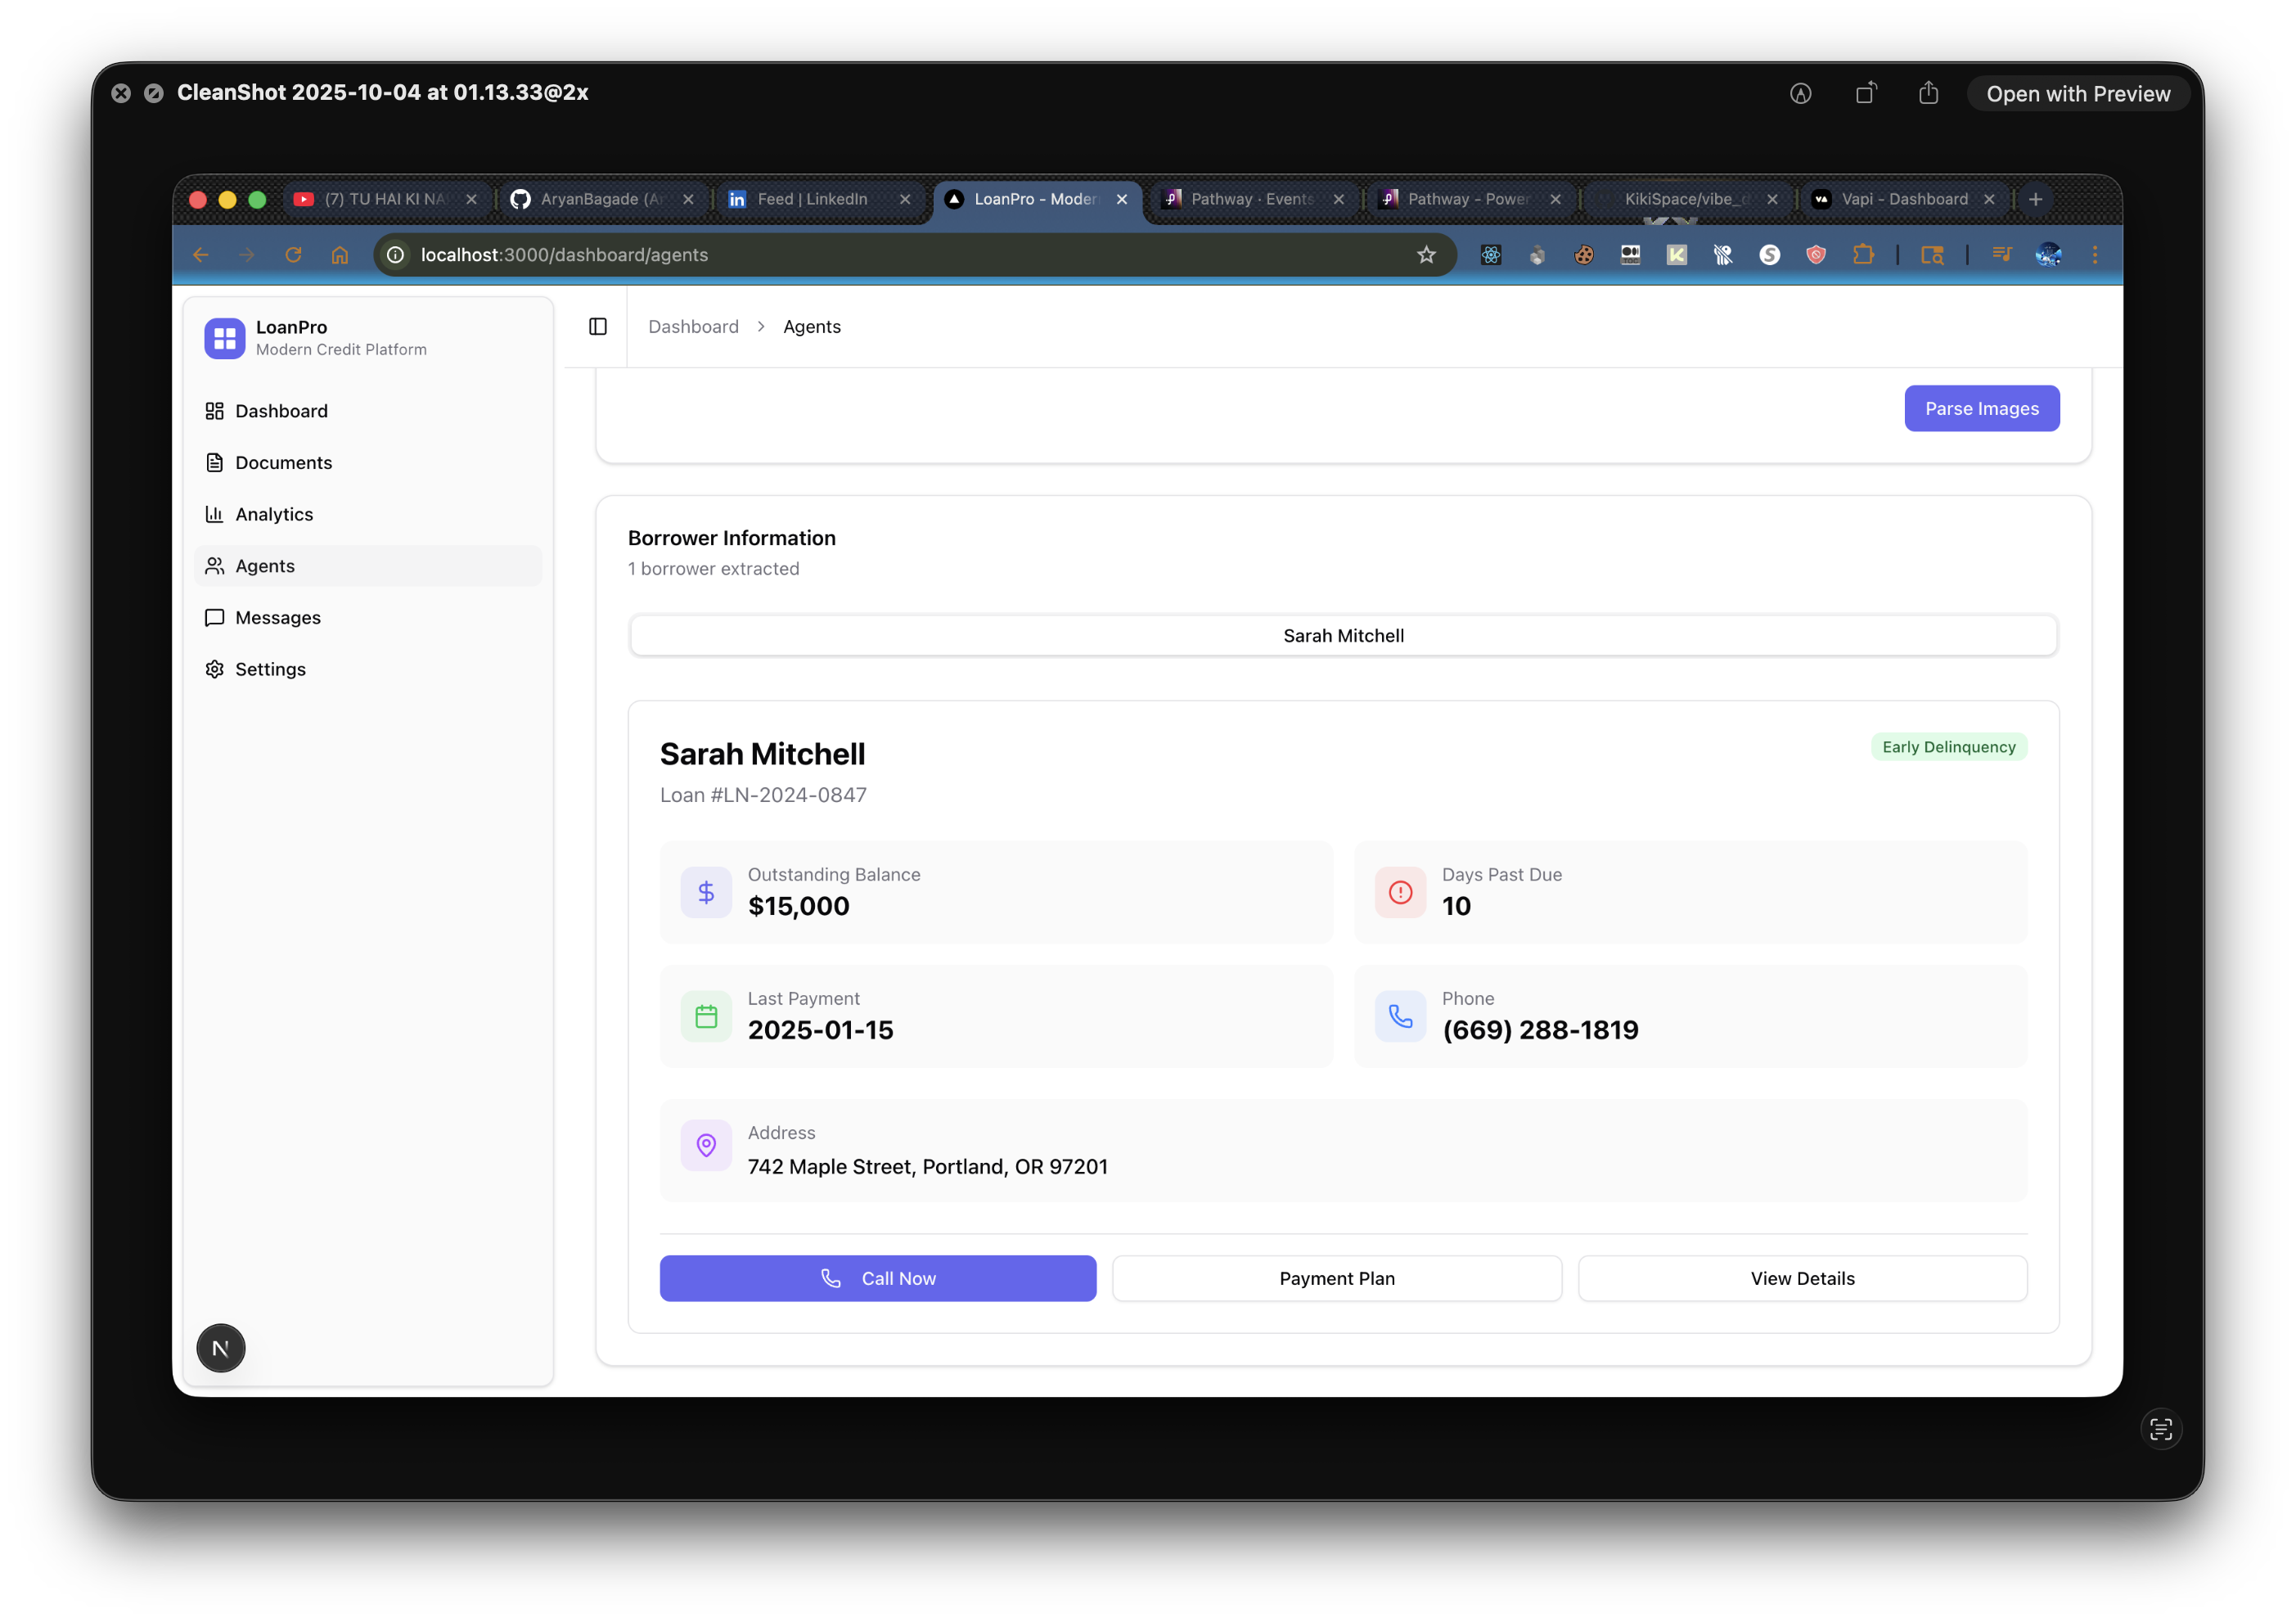 CleanShot 2025-10-04 at 01.13.33@2x
Open with Preview
(7) TU HAI KI NA
AryanBagade (Ar
Feed | LinkedIn
LoanPro - Moder
Pathway · Events
Pathway - Power
KikiSpace/vibe_d
Vapi - Dashboard
localhost:3000/dashboard/agents
LoanPro
Modern Credit Platform
Dashboard
Documents
Analytics
Agents
Messages
Settings
Dashboard > Agents
Parse Images
Borrower Information
1 borrower extracted
Sarah Mitchell
Sarah Mitchell
Early Delinquency
Loan #LN-2024-0847
Outstanding Balance
$15,000
Days Past Due
10
Last Payment
2025-01-15
Phone
(669) 288-1819
Address
742 Maple Street, Portland, OR 97201
Call Now
Payment Plan
View Details
N